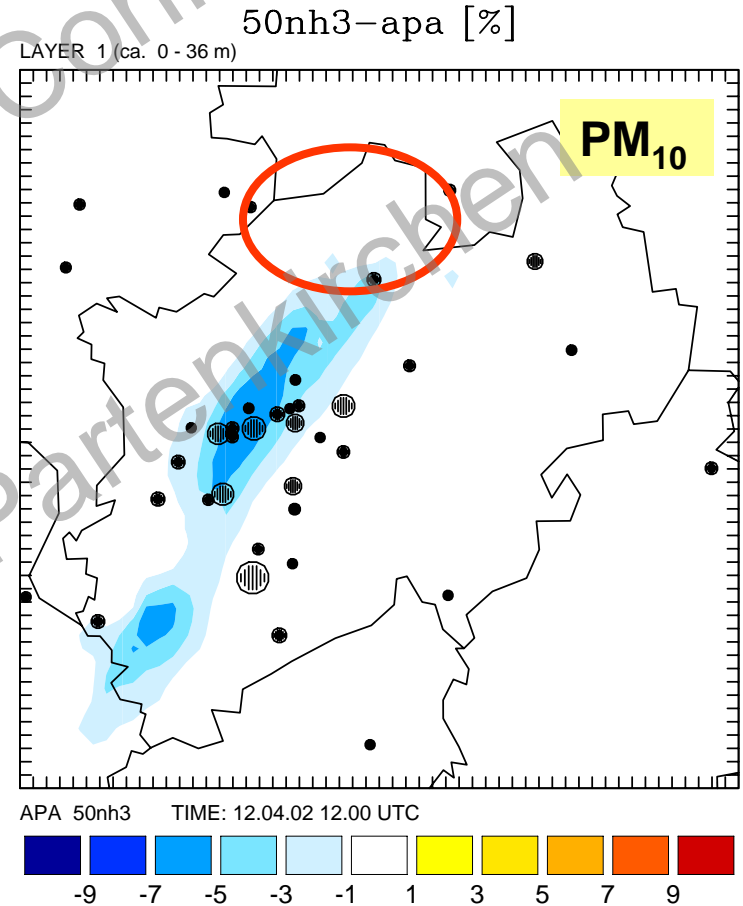 50nh3-apa [%]
LAYER 1 (ca. 0 - 36 m)
PM10
Partenkirchen
APA 50nh3 TIME: 12.04.02 12.00 UTC
-9 -7 -5 -3 -1 1 3 5 7 9